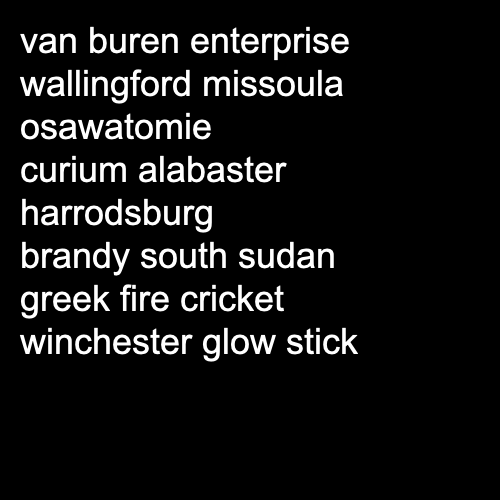 van buren enterprise
wallingford missoula
osawatomie
curium alabaster
harrodsburg
brandy south sudan
greek fire cricket
winchester glow stick